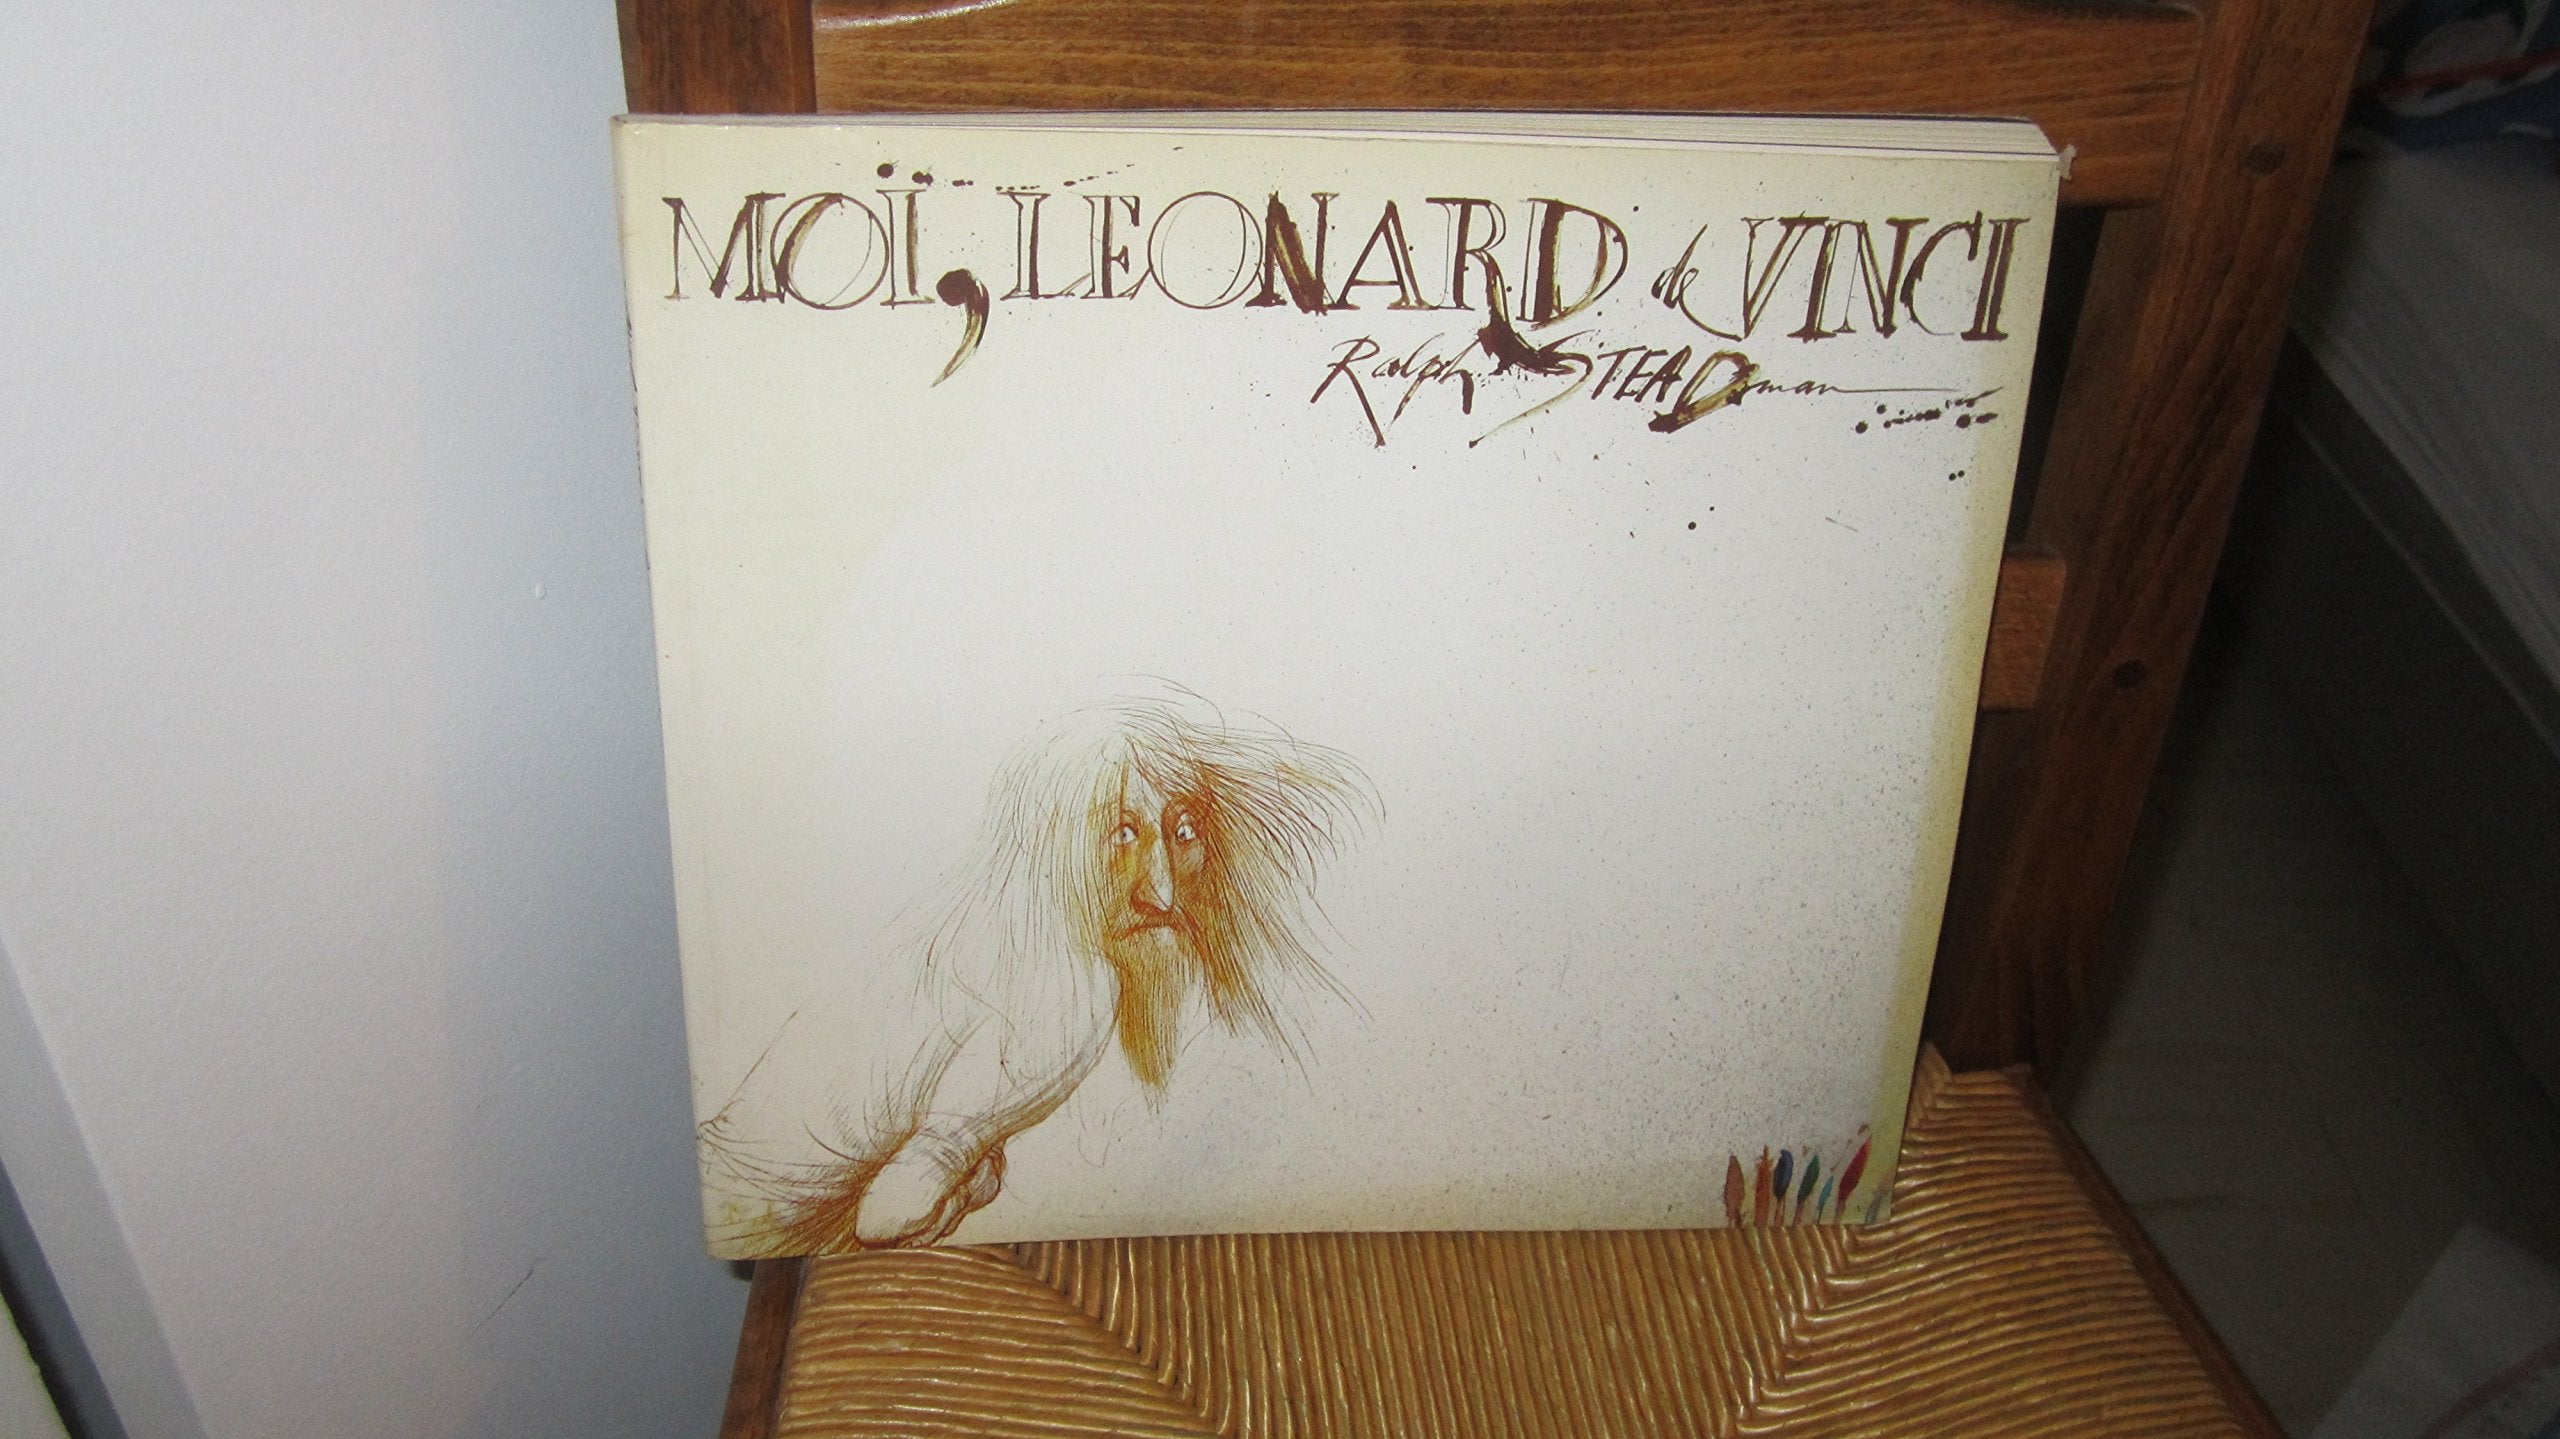 MOÏ, LEONARD de VINCI
Ralph STEADman